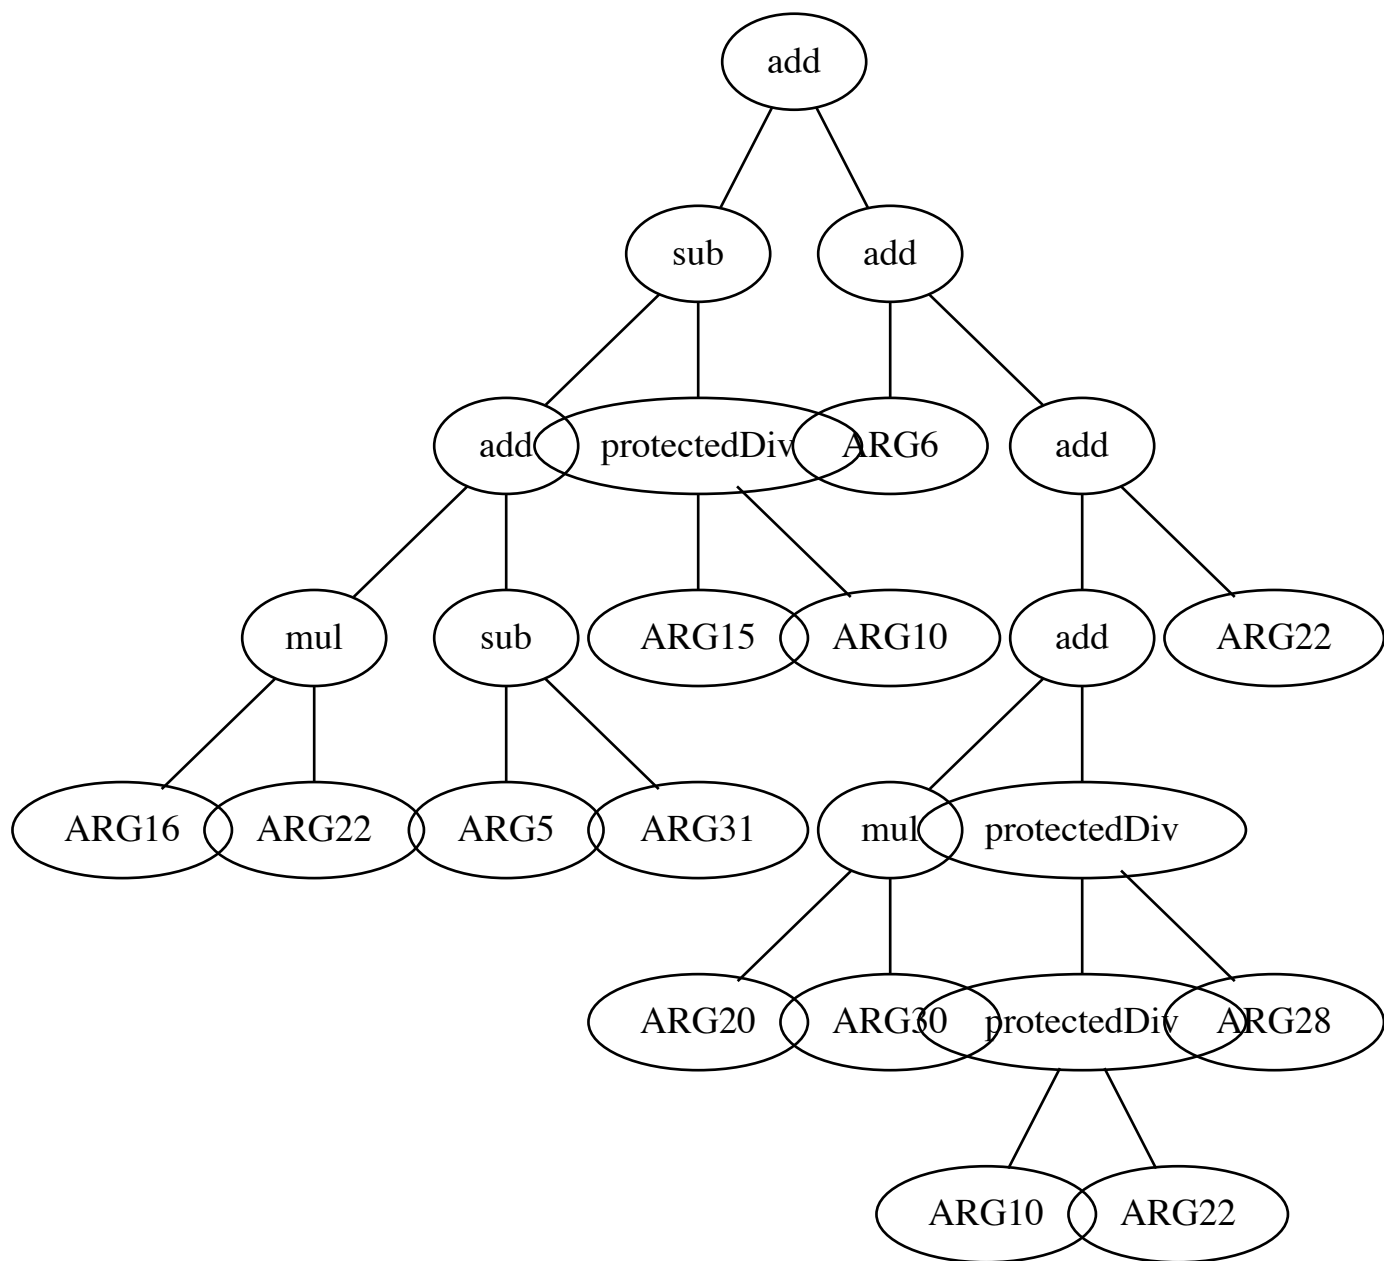 add
sub add
add protectedDiv ARG6 add
mul sub ARG15 ARG10 add ARG22
ARG16 ARG22 ARG5 ARG31 mul protectedDiv
ARG20 ARG30 protectedDiv ARG28
ARG10 ARG22